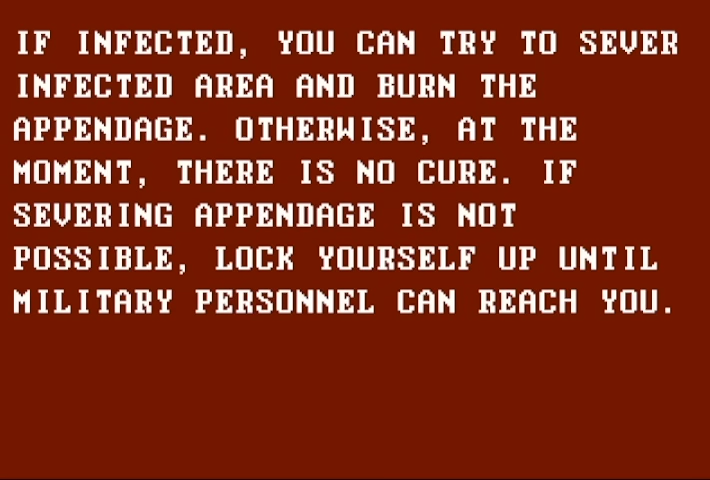 IF INFECTED, YOU CAN TRY TO SEVER
INFECTED AREA AND BURN THE
APPENDAGE. OTHERWISE, AT THE
MOMENT, THERE IS NO CURE. IF
SEVERING APPENDAGE IS NOT
POSSIBLE, LOCK YOURSELF UP UNTIL
MILITARY PERSONNEL CAN REACH YOU.